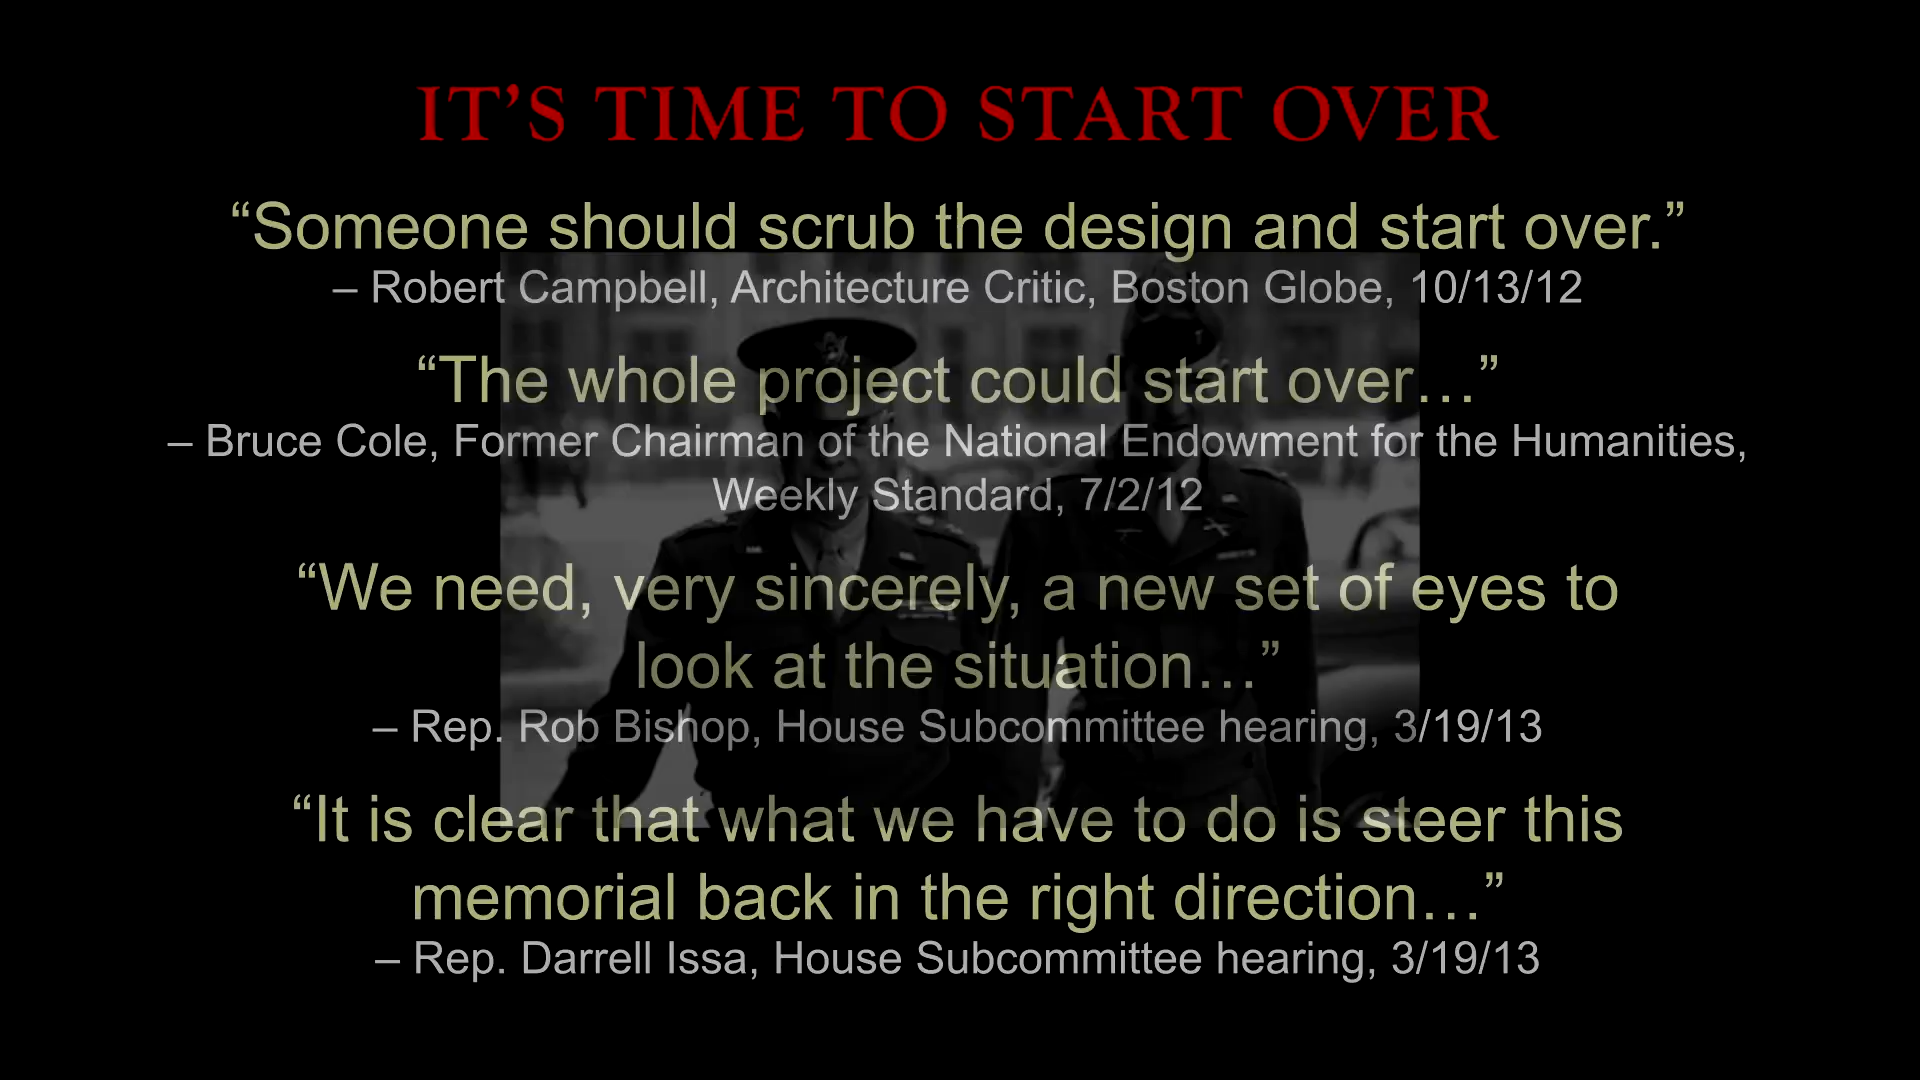 IT’S TIME TO START OVER
“Someone should scrub the design and start over.”
– Robert Campbell, Architecture Critic, Boston Globe, 10/13/12
“The whole project could start over…”
– Bruce Cole, Former Chairman of the National Endowment for the Humanities,
Weekly Standard, 7/2/12
“We need, very sincerely, a new set of eyes to
look at the situation…”
– Rep. Rob Bishop, House Subcommittee hearing, 3/19/13
“It is clear that what we have to do is steer this
memorial back in the right direction…”
– Rep. Darrell Issa, House Subcommittee hearing, 3/19/13